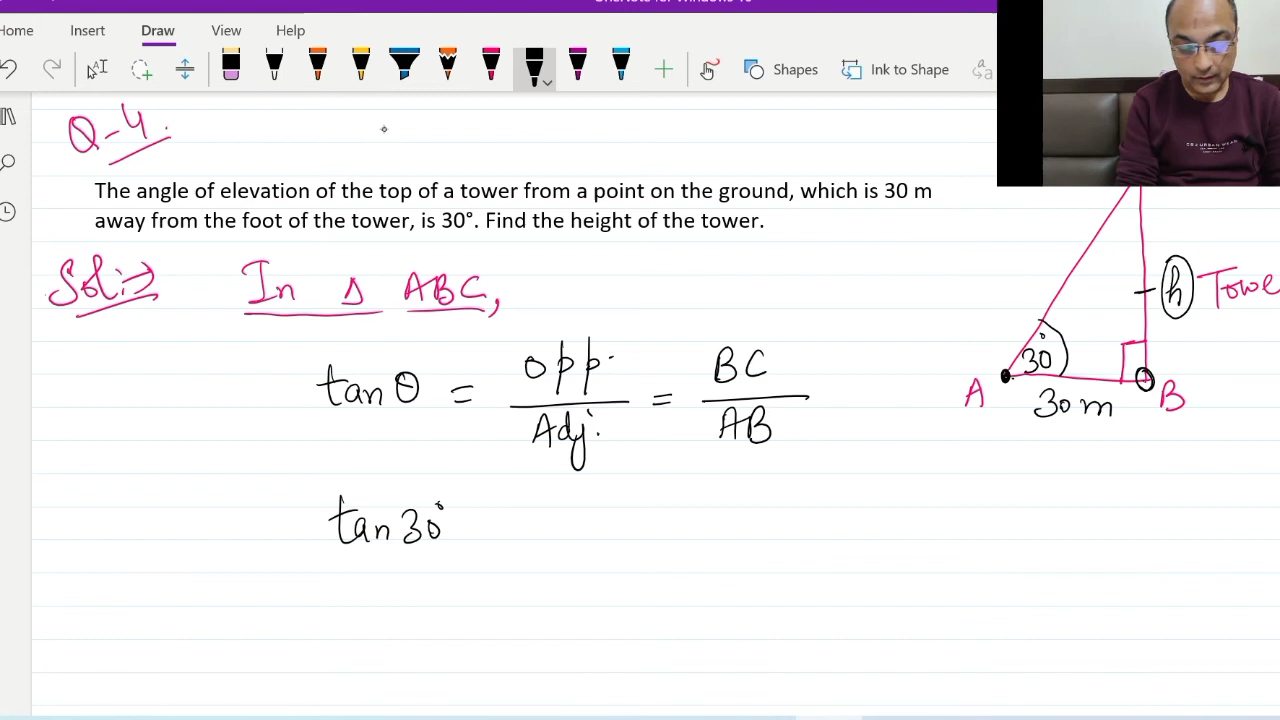 Home Insert Draw View Help
Shapes Ink to Shape
Q-4.
The angle of elevation of the top of a tower from a point on the ground, which is 30 m
away from the foot of the tower, is 30°. Find the height of the tower.
Sol:⇒ In Δ ABC,
tan θ = opp. / Adj. = BC / AB
tan 30°
h Towe
30°
A 30 m B